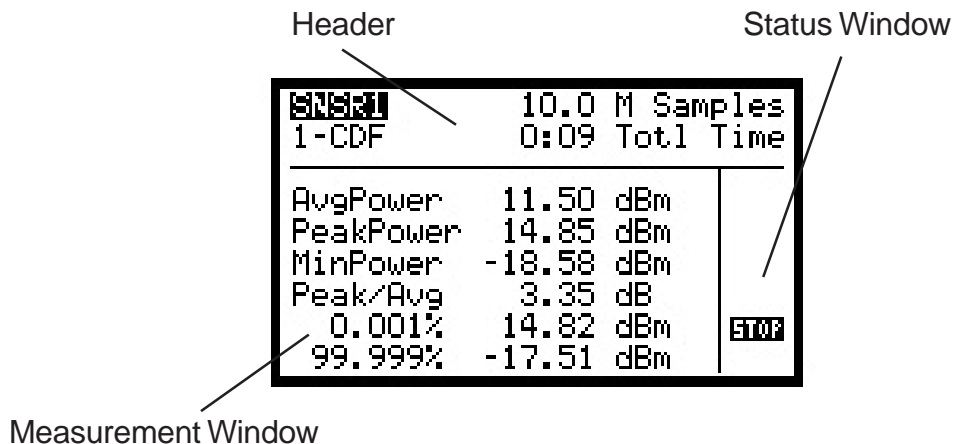 Header Status Window
SNSR1 10.0 M Samples
1-CDF 0:09 Totl Time
AvgPower 11.50 dBm
PeakPower 14.85 dBm
MinPower -18.58 dBm
Peak/Avg 3.35 dB
0.001% 14.82 dBm STOP
99.999% -17.51 dBm
Measurement Window